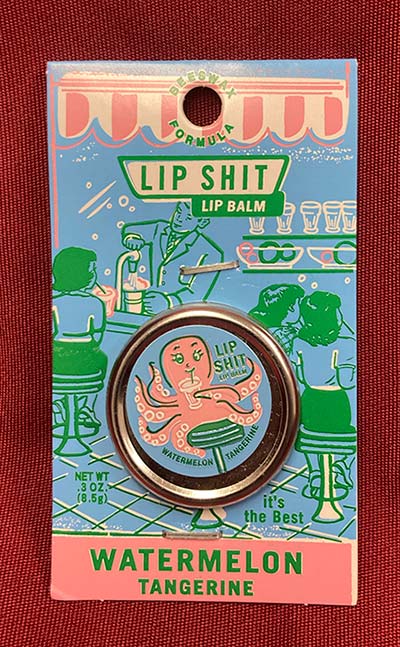 BEESWAX
FORMULA
LIP SHIT
LIP BALM
LIP
SHIT
LIP BALM
WATERMELON TANGERINE
NET WT
.3 OZ.
(8.5g)
it's
the Best
WATERMELON
TANGERINE